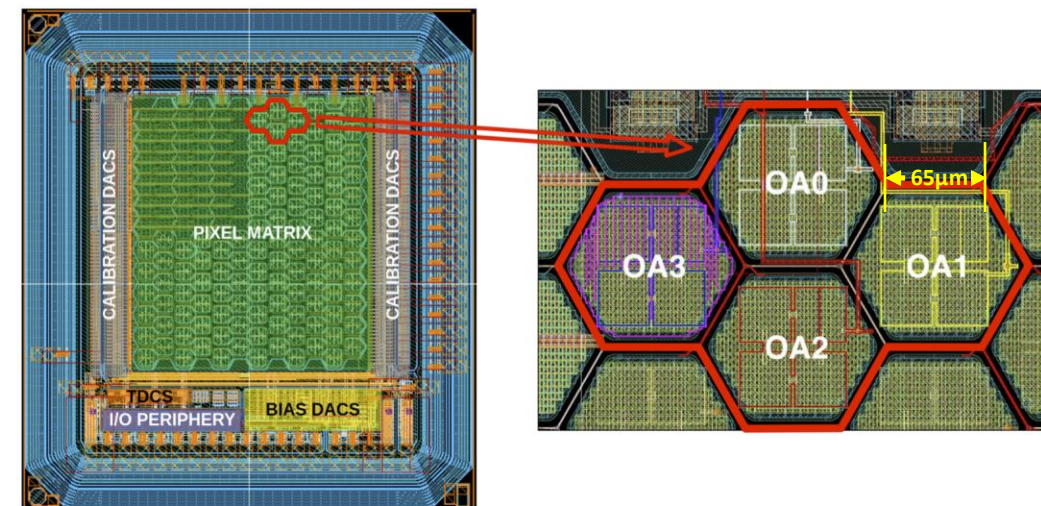 CALIBRATION DACS
PIXEL MATRIX
CALIBRATION DACS
TDCS
I/O PERIPHERY
BIAS DACS
OA0
65µm
OA3
OA1
OA2